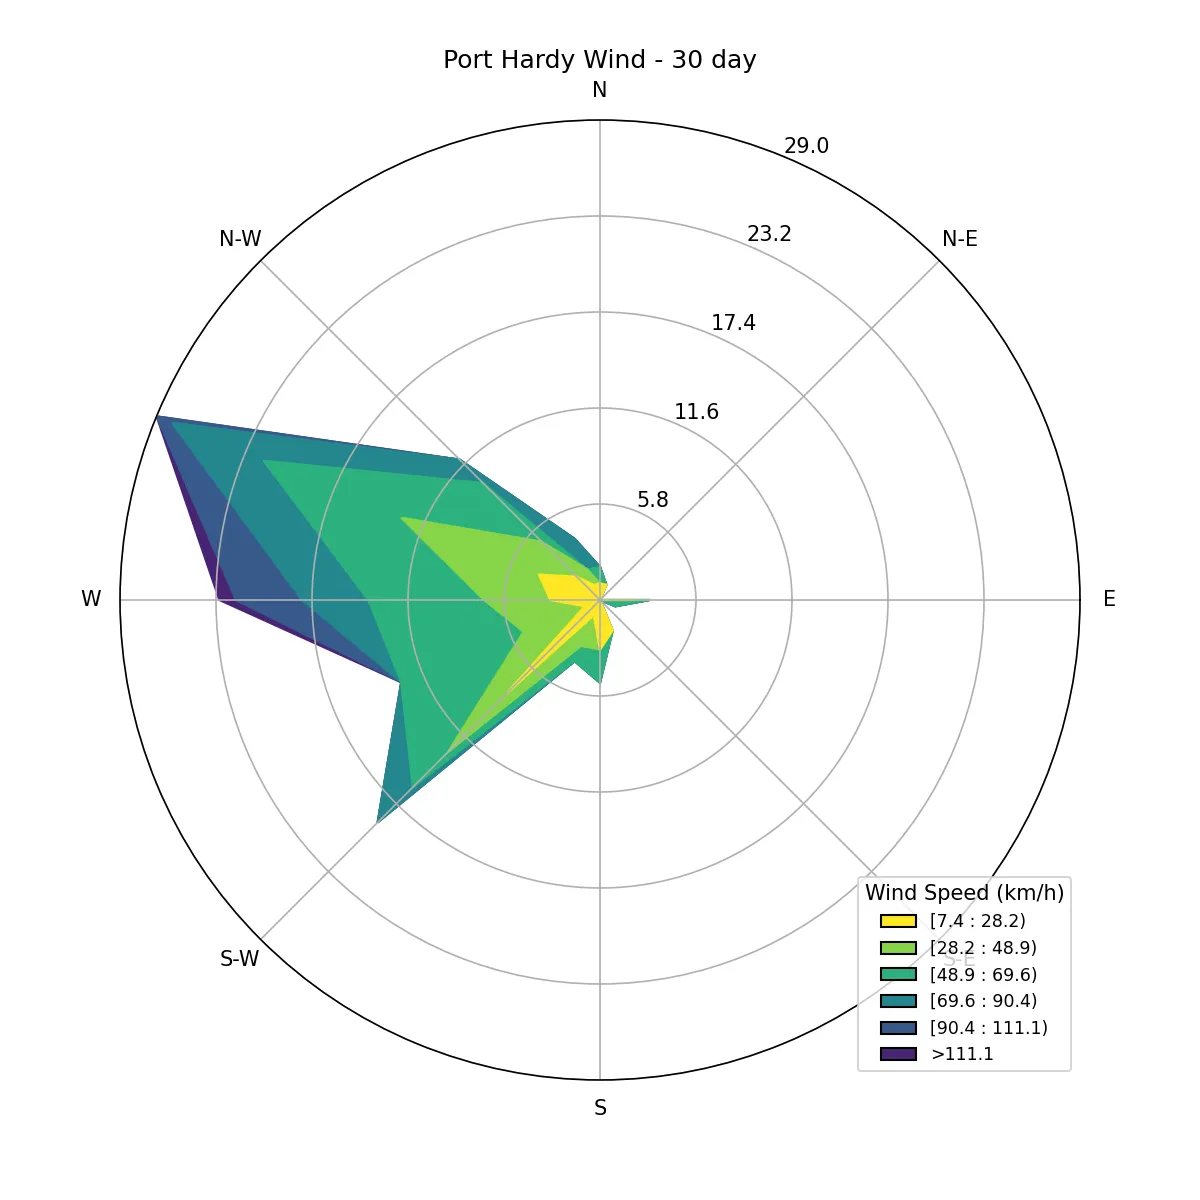 Port Hardy Wind - 30 day
N
29.0
N-W
N-E
23.2
17.4
11.6
5.8
W
E
S-W
S-E
S
Wind Speed (km/h)
[7.4 : 28.2)
[28.2 : 48.9)
[48.9 : 69.6)
[69.6 : 90.4)
[90.4 : 111.1)
>111.1